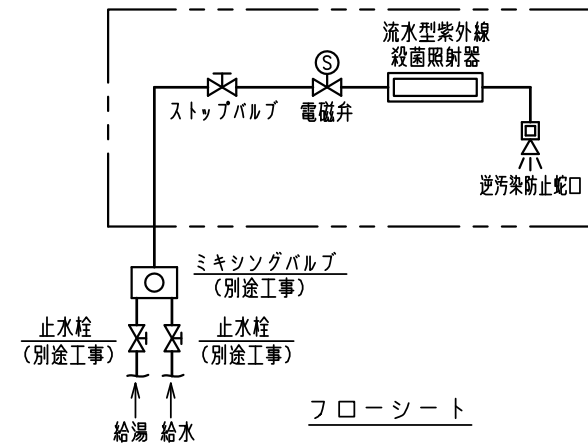 流水型紫外線
殺菌照射器
S
ストップバルブ
電磁弁
逆汚染防止蛇口
ミキシングバルブ
(別途工事)
止水栓
(別途工事)
止水栓
(別途工事)
給湯
給水
フローシート